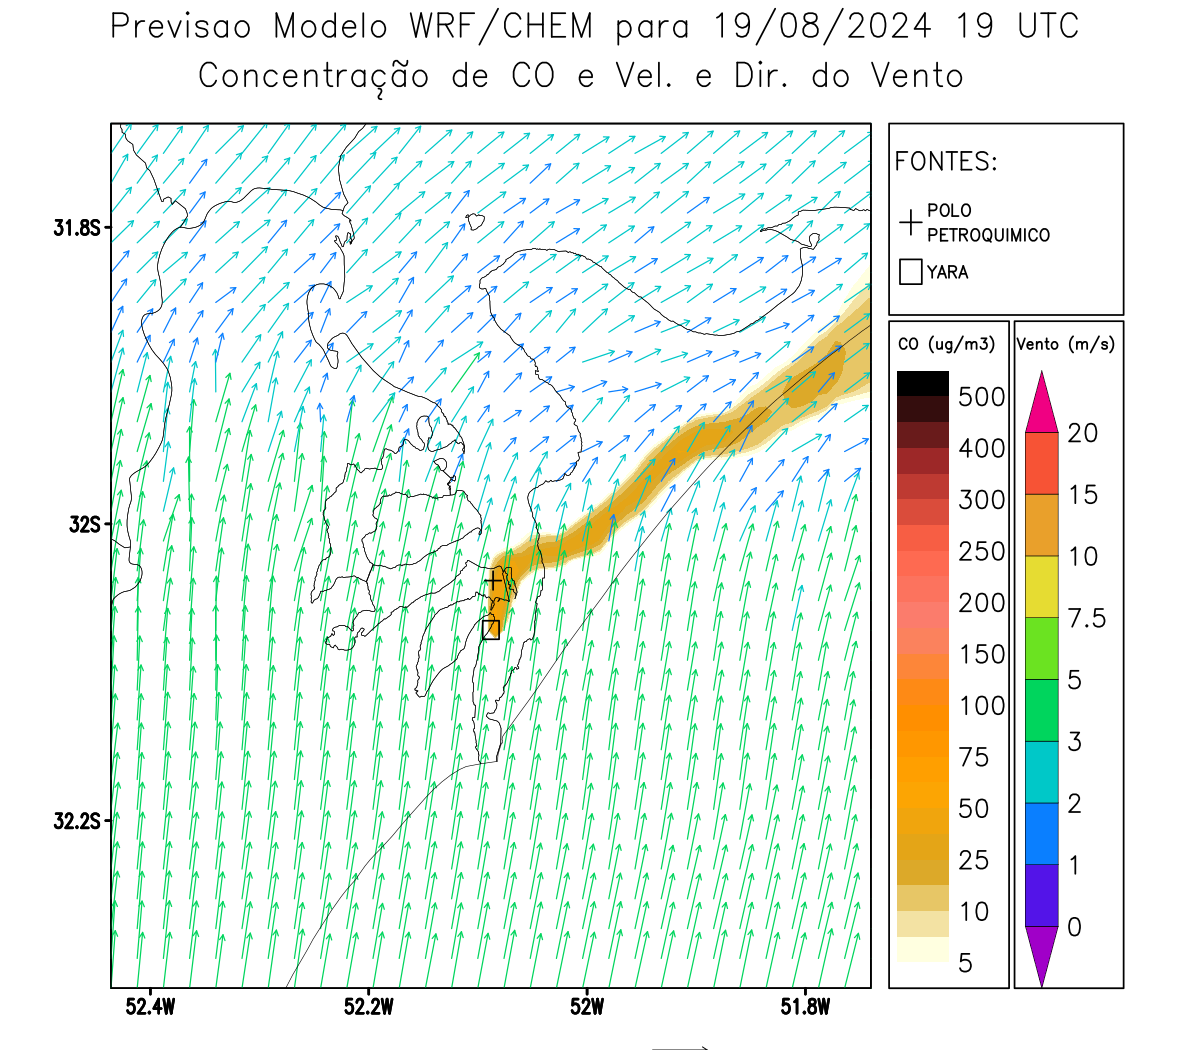 Previsao Modelo WRF/CHEM para 19/08/2024 19 UTC
Concentração de CO e Vel. e Dir. do Vento
FONTES:
POLO
PETROQUIMICO
YARA
CO (ug/m3)
500
400
300
250
200
150
100
75
50
25
10
5
Vento (m/s)
20
15
10
7.5
5
3
2
1
0
31.8S
32S
32.2S
52.4W
52.2W
52W
51.8W